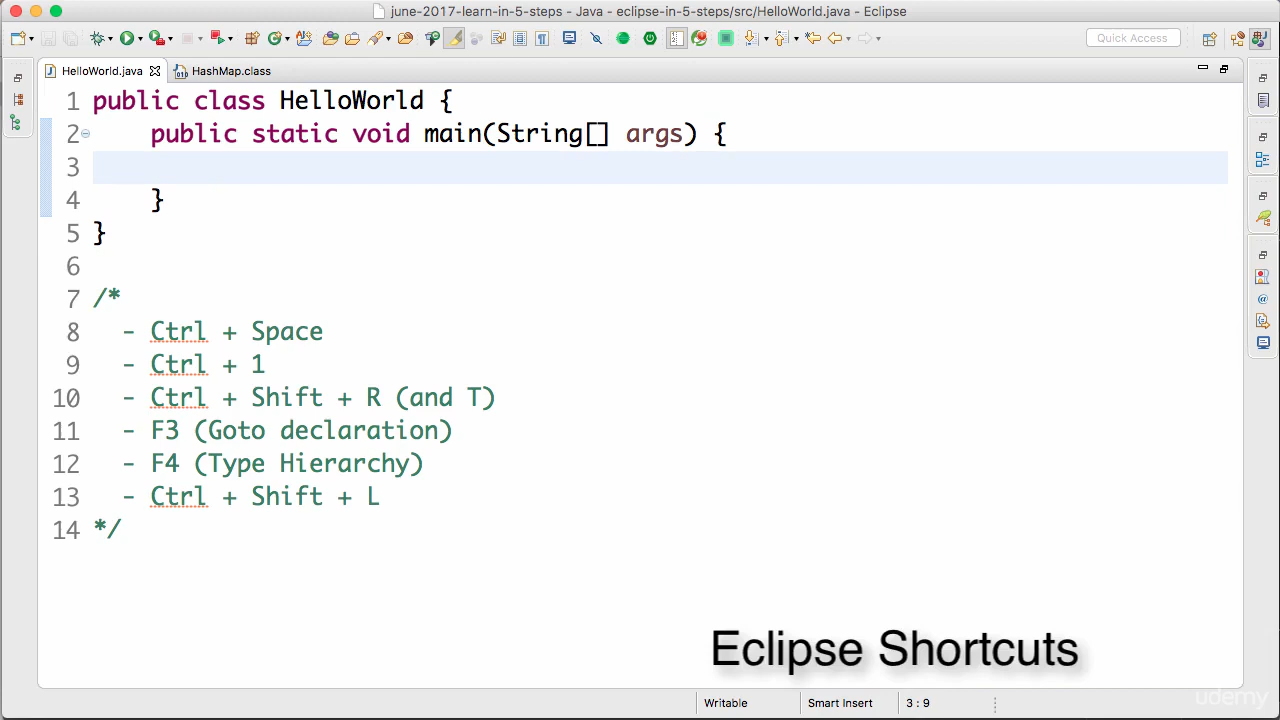 june-2017-learn-in-5-steps - Java - eclipse-in-5-steps/src/HelloWorld.java - Eclipse
Quick Access
HelloWorld.java
HashMap.class
1 public class HelloWorld {
2 public static void main(String[] args) {
3
4 }
5 }
6
7 /*
8 - Ctrl + Space
9 - Ctrl + 1
10 - Ctrl + Shift + R (and T)
11 - F3 (Goto declaration)
12 - F4 (Type Hierarchy)
13 - Ctrl + Shift + L
14 */
Eclipse Shortcuts
Writable
Smart Insert
3 : 9
udemy